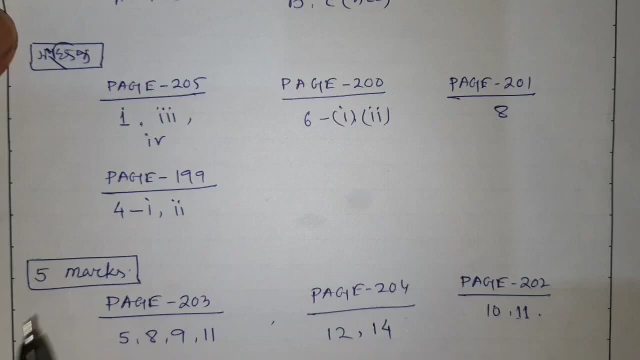 PAGE-205 PAGE-200 PAGE-201
1. iii, 6-(i)(ii) 8
iv
PAGE-199
4-i, ii
5 marks
PAGE-203 PAGE-204 PAGE-202
5, 8, 9, 11 12, 14 10, 11.